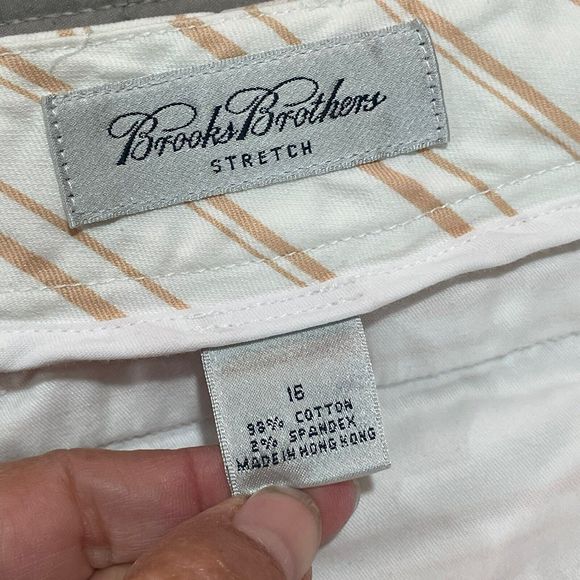 Brooks Brothers
STRETCH
16
98% COTTON
2% SPANDEX
MADE IN HONG KONG